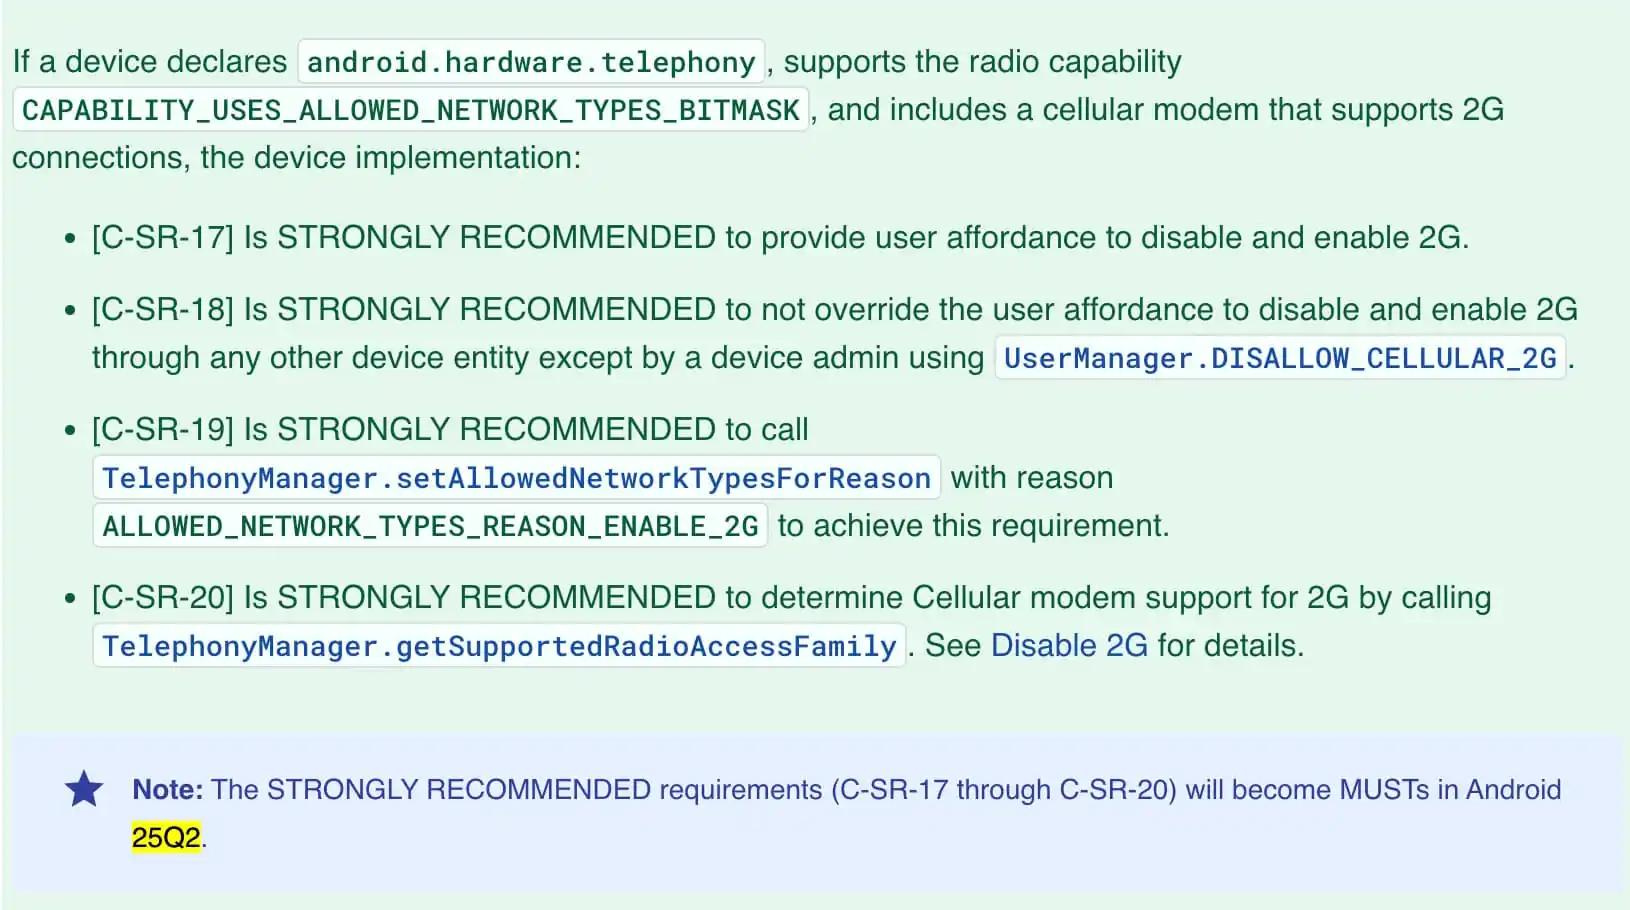 If a device declares android.hardware.telephony, supports the radio capability
CAPABILITY_USES_ALLOWED_NETWORK_TYPES_BITMASK, and includes a cellular modem that supports 2G
connections, the device implementation:
• [C-SR-17] Is STRONGLY RECOMMENDED to provide user affordance to disable and enable 2G.
• [C-SR-18] Is STRONGLY RECOMMENDED to not override the user affordance to disable and enable 2G
through any other device entity except by a device admin using UserManager.DISALLOW_CELLULAR_2G.
• [C-SR-19] Is STRONGLY RECOMMENDED to call
TelephonyManager.setAllowedNetworkTypesForReason with reason
ALLOWED_NETWORK_TYPES_REASON_ENABLE_2G to achieve this requirement.
• [C-SR-20] Is STRONGLY RECOMMENDED to determine Cellular modem support for 2G by calling
TelephonyManager.getSupportedRadioAccessFamily. See Disable 2G for details.
Note: The STRONGLY RECOMMENDED requirements (C-SR-17 through C-SR-20) will become MUSTs in Android
25Q2.